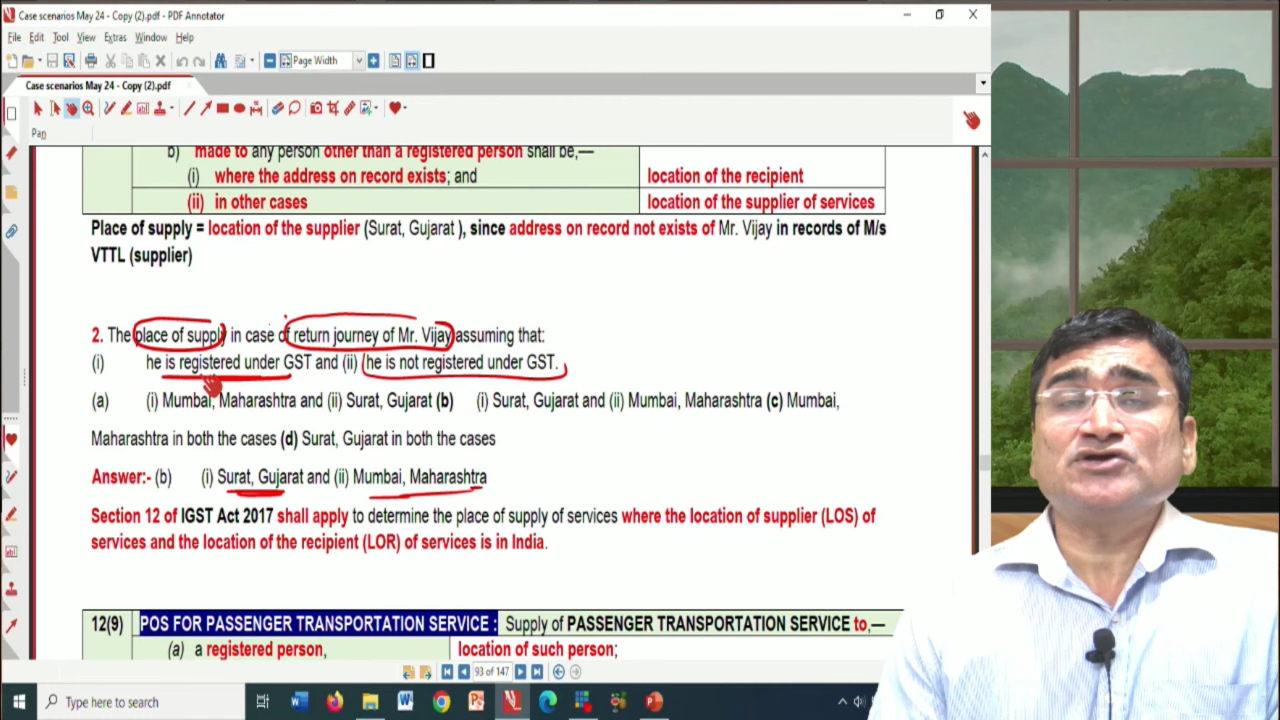 Case scenarios May 24 - Copy (2).pdf - PDF Annotator
File Edit Tool View Extras Window Help
Page Width
Case scenarios May 24 - Copy (2).pdf
Pan
b) made to any person other than a registered person shall be,—
(i) where the address on record exists; and
location of the recipient
(ii) in other cases
location of the supplier of services
Place of supply = location of the supplier (Surat, Gujarat ), since address on record not exists of Mr. Vijay in records of M/s
VTTL (supplier)
2. The place of supply in case of return journey of Mr. Vijay assuming that:
(i) he is registered under GST and (ii) he is not registered under GST.
(a) (i) Mumbai, Maharashtra and (ii) Surat, Gujarat (b) (i) Surat, Gujarat and (ii) Mumbai, Maharashtra (c) Mumbai,
Maharashtra in both the cases (d) Surat, Gujarat in both the cases
Answer:- (b) (i) Surat, Gujarat and (ii) Mumbai, Maharashtra
Section 12 of IGST Act 2017 shall apply to determine the place of supply of services where the location of supplier (LOS) of
services and the location of the recipient (LOR) of services is in India.
12(9) POS FOR PASSENGER TRANSPORTATION SERVICE : Supply of PASSENGER TRANSPORTATION SERVICE to,—
(a) a registered person,
location of such person;
93 of 147
Type here to search